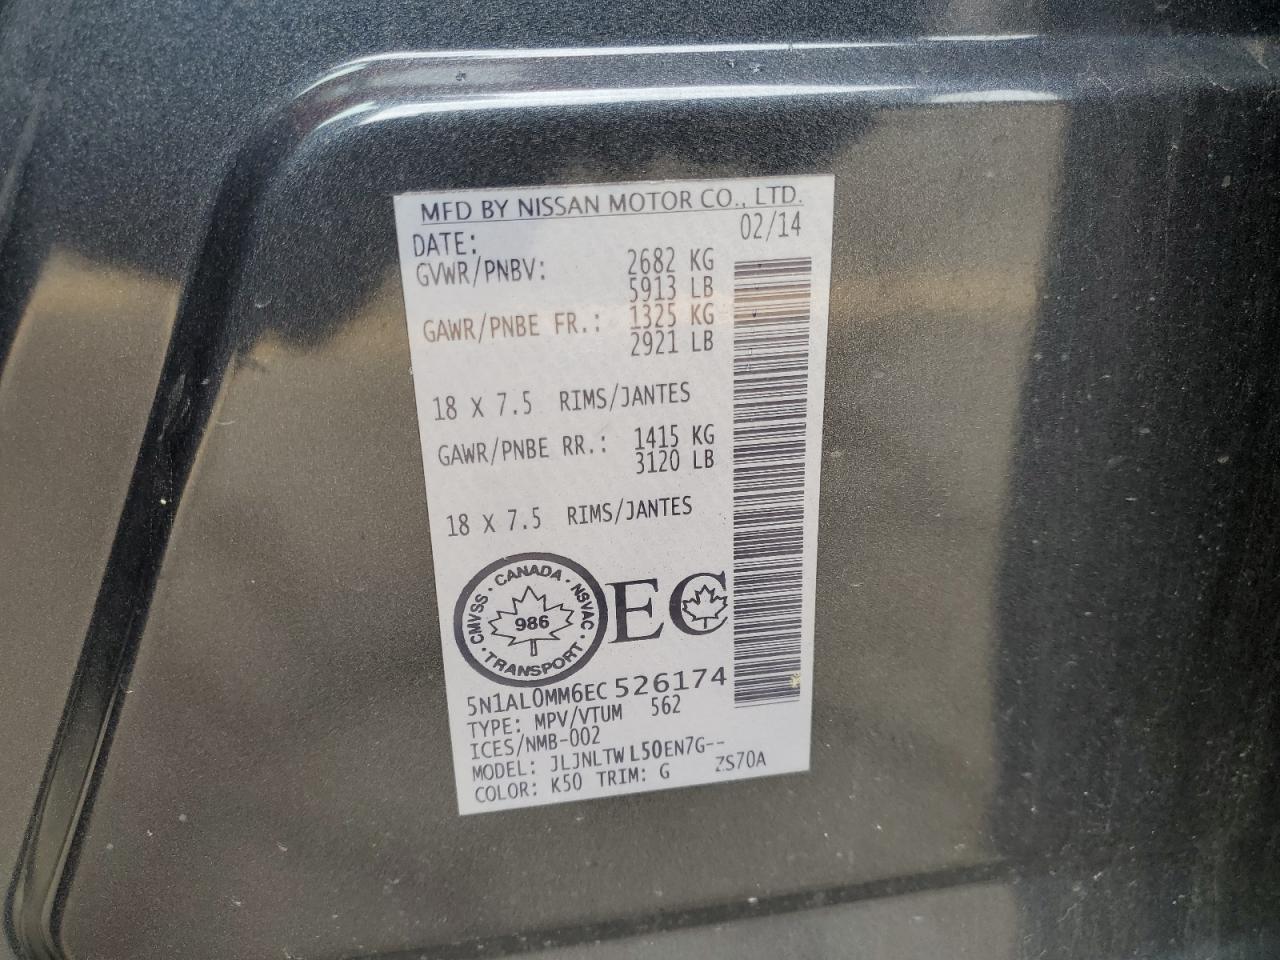 MFD BY NISSAN MOTOR CO., LTD.
DATE: 02/14
GVWR/PNBV: 2682 KG
5913 LB
GAWR/PNBE FR.: 1325 KG
2921 LB
18 X 7.5 RIMS/JANTES
GAWR/PNBE RR.: 1415 KG
3120 LB
18 X 7.5 RIMS/JANTES
CMVSS · CANADA · NSVAC · TRANSPORT ·
986
EC
5N1AL0MM6EC526174
TYPE: MPV/VTUM 562
ICES/NMB-002
MODEL: JLJNLTWL50EN7G--
COLOR: K50 TRIM: G ZS70A